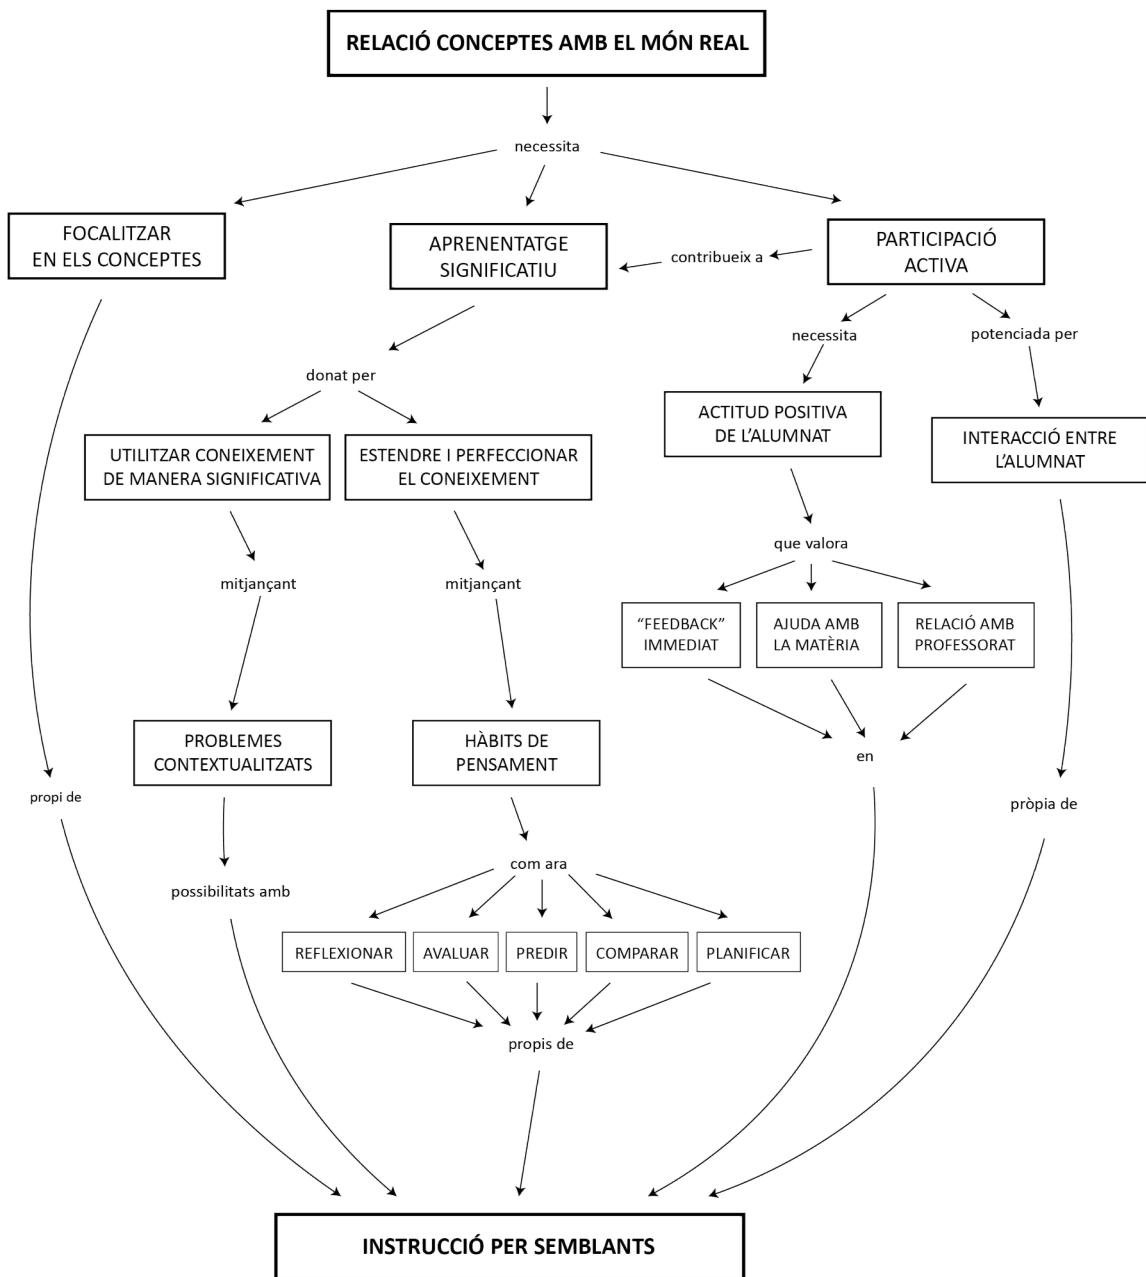 RELACIÓ CONCEPTES AMB EL MÓN REAL
necessita
FOCALITZAR
EN ELS CONCEPTES
APRENENTATGE
SIGNIFICATIU
contribueix a
PARTICIPACIÓ
ACTIVA
necessita
potenciada per
donat per
ACTITUD POSITIVA
DE L'ALUMNAT
INTERACCIÓ ENTRE
L'ALUMNAT
UTILITZAR CONEIXEMENT
DE MANERA SIGNIFICATIVA
ESTENDRE I PERFECCIONAR
EL CONEIXEMENT
que valora
mitjançant
mitjançant
"FEEDBACK"
IMMEDIAT
AJUDA AMB
LA MATÈRIA
RELACIÓ AMB
PROFESSORAT
PROBLEMES
CONTEXTUALITZATS
HÀBITS DE
PENSAMENT
en
propi de
pròpia de
possibilitats amb
com ara
REFLEXIONAR
AVALUAR
PREDIR
COMPARAR
PLANIFICAR
propis de
INSTRUCCIÓ PER SEMBLANTS